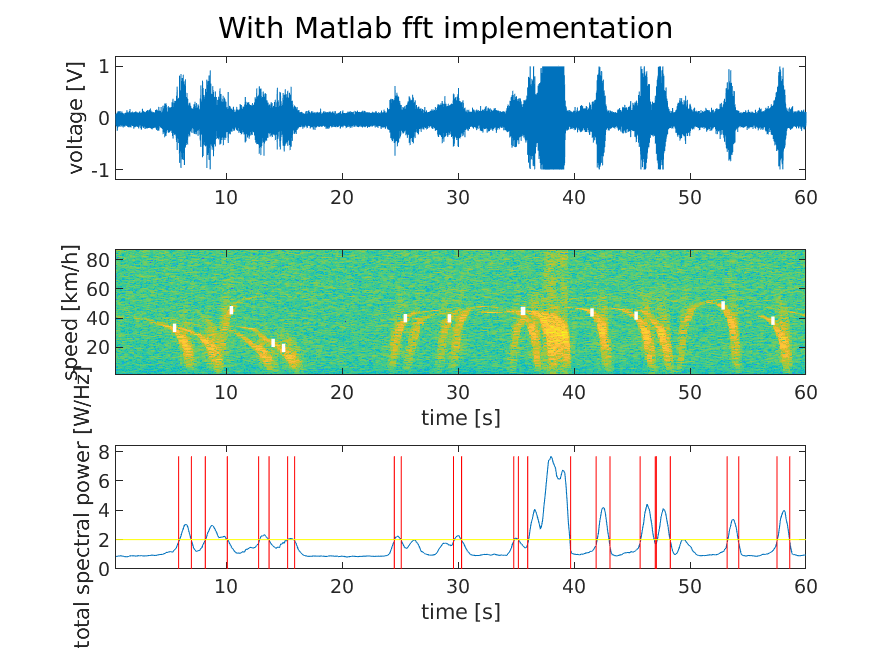 With Matlab fft implementation
voltage [V]
1
0
-1
10 20 30 40 50 60
speed [km/h]
80
60
40
20
10 20 30 40 50 60
time [s]
total spectral power [W/Hz]
8
6
4
2
0
10 20 30 40 50 60
time [s]